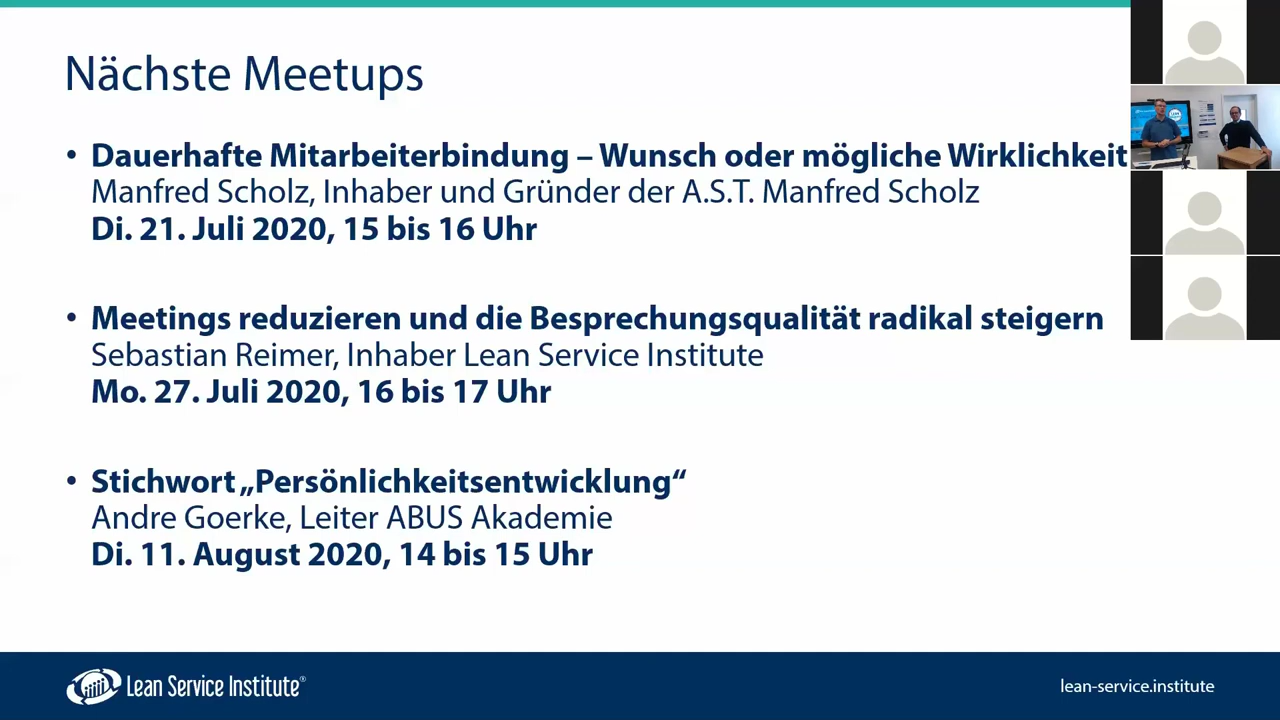 Nächste Meetups
• Dauerhafte Mitarbeiterbindung – Wunsch oder mögliche Wirklichkeit
Manfred Scholz, Inhaber und Gründer der A.S.T. Manfred Scholz
Di. 21. Juli 2020, 15 bis 16 Uhr
• Meetings reduzieren und die Besprechungsqualität radikal steigern
Sebastian Reimer, Inhaber Lean Service Institute
Mo. 27. Juli 2020, 16 bis 17 Uhr
• Stichwort „Persönlichkeitsentwicklung“
Andre Goerke, Leiter ABUS Akademie
Di. 11. August 2020, 14 bis 15 Uhr
Lean Service Institute®
lean-service.institute